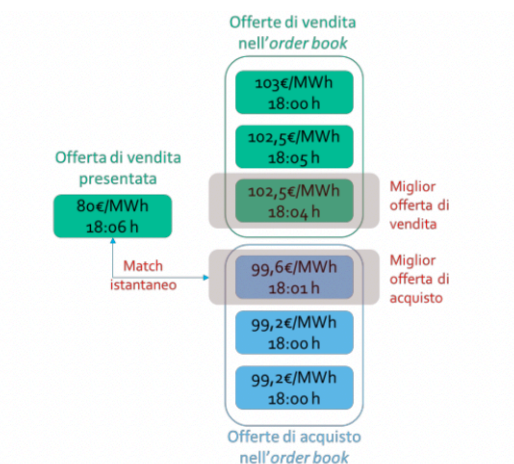 Offerte di vendita
nell'order book
103€/MWh
18:00 h
102,5€/MWh
18:05 h
Offerta di vendita
presentata
80€/MWh
18:06 h
102,5€/MWh
18:04 h
Miglior
offerta di
vendita
Match
istantaneo
99,6€/MWh
18:01 h
Miglior
offerta di
acquisto
99,2€/MWh
18:00 h
99,2€/MWh
18:00 h
Offerte di acquisto
nell'order book